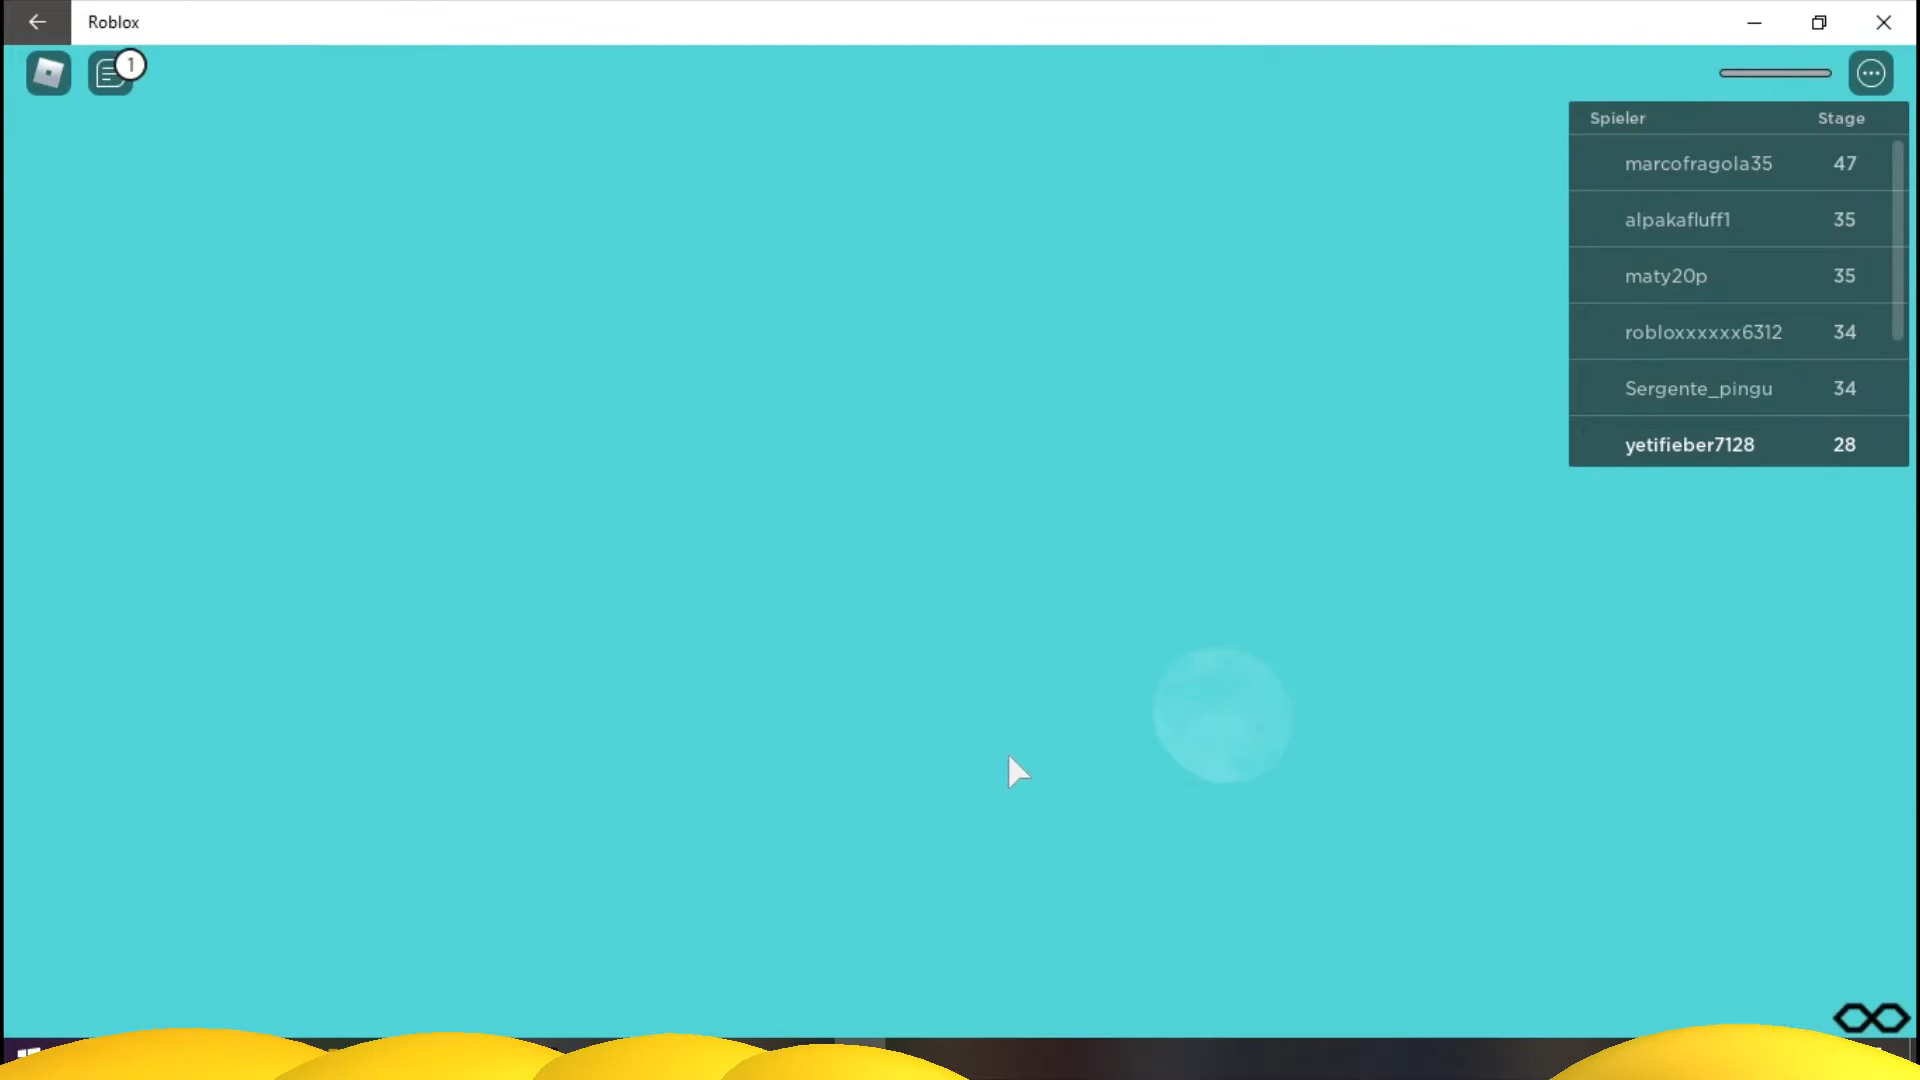 Roblox
1
Spieler Stage
marcofragola35 47
alpakafluff1 35
maty20p 35
robloxxxxxx6312 34
Sergente_pingu 34
yetifieber7128 28